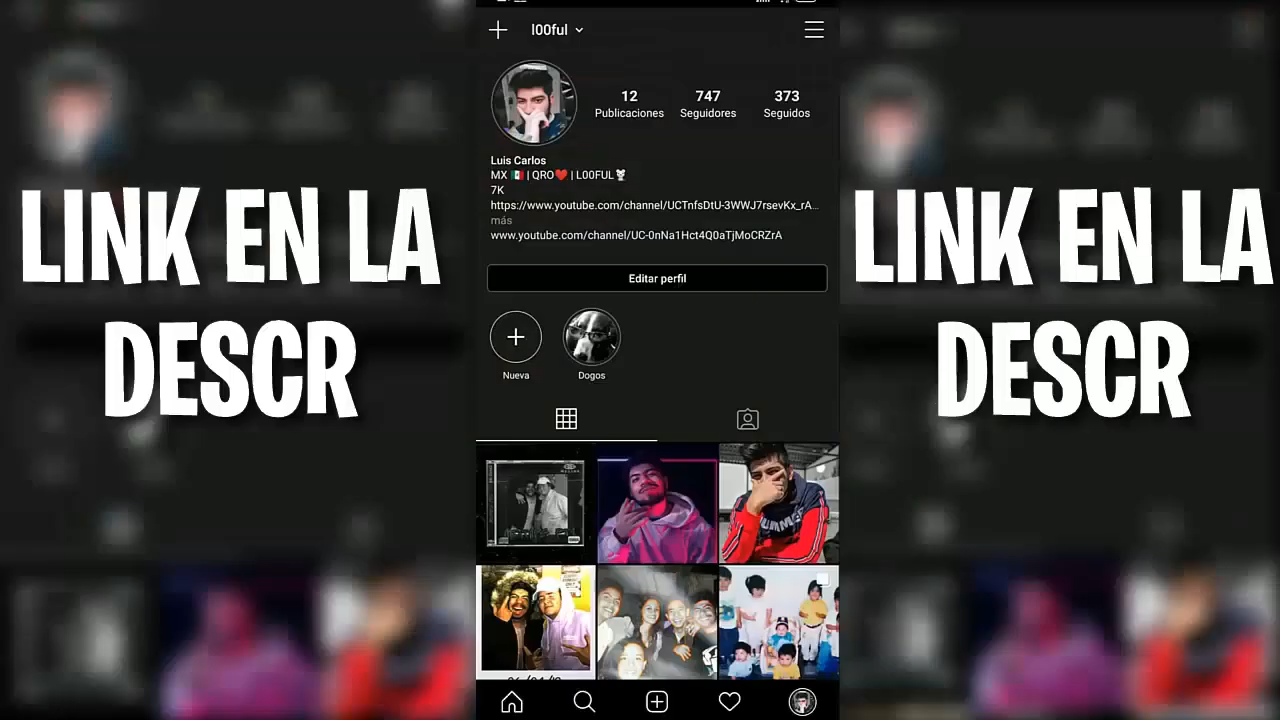 l00ful
12
747
373
Publicaciones
Seguidores
Seguidos
Luis Carlos
MX 🇲🇽 | QRO❤️ | L00FUL
7K
https://www.youtube.com/channel/UCTnfsDtU-3WWJ7rsevKx_rA...
más
www.youtube.com/channel/UC-0nNa1Hct4Q0aTjMoCRZrA
Editar perfil
Nueva
Dogos
LINK EN LA
DESCR
LINK EN LA
DESCR